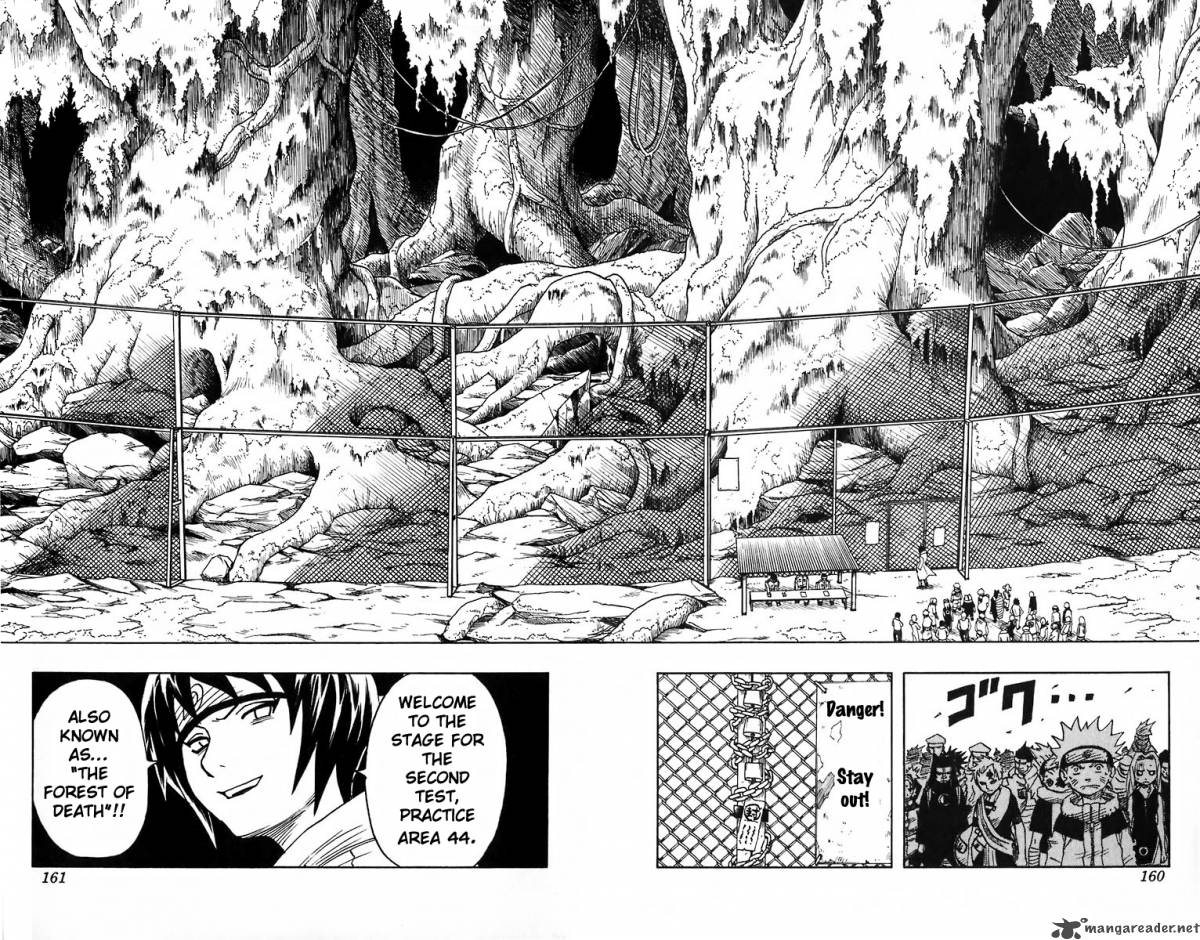 ゴク...
Danger!
Stay
out!
WELCOME
TO THE
STAGE FOR
THE
SECOND
TEST,
PRACTICE
AREA 44.
ALSO
KNOWN
AS...
"THE
FOREST OF
DEATH"!!
160
161
mangareader.net